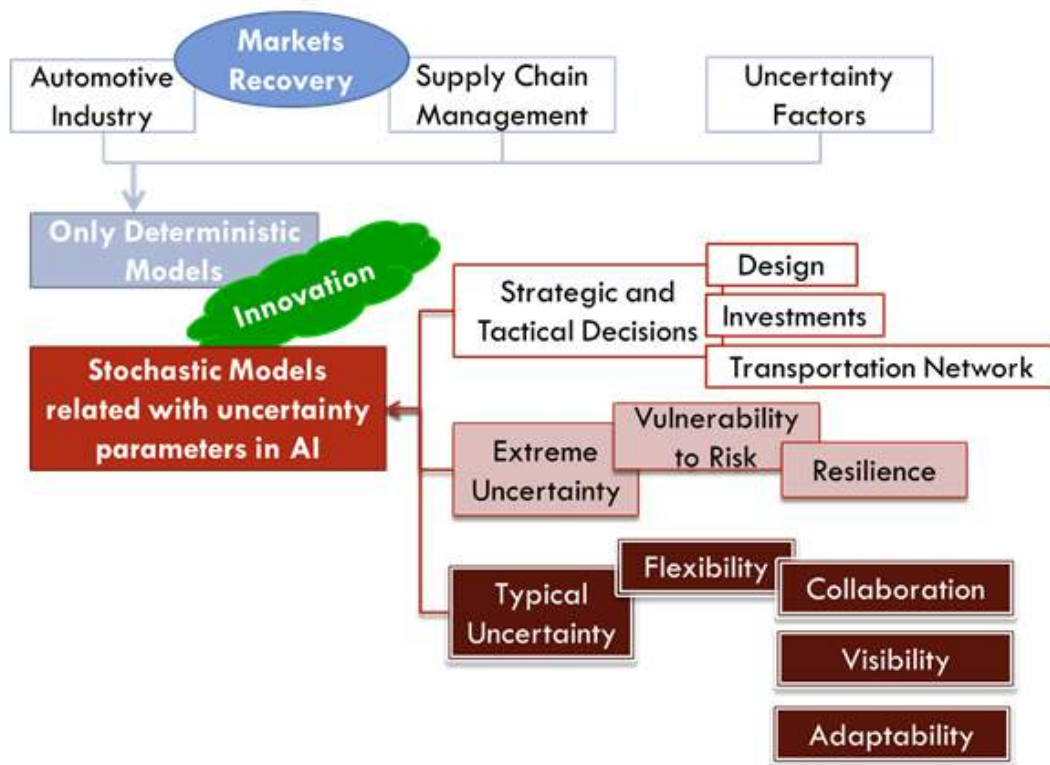 Markets
Recovery
Automotive
Industry
Supply Chain
Management
Uncertainty
Factors
Only Deterministic
Models
Innovation
Stochastic Models
related with uncertainty
parameters in AI
Strategic and
Tactical Decisions
Design
Investments
Transportation Network
Extreme
Uncertainty
Vulnerability
to Risk
Resilience
Typical
Uncertainty
Flexibility
Collaboration
Visibility
Adaptability